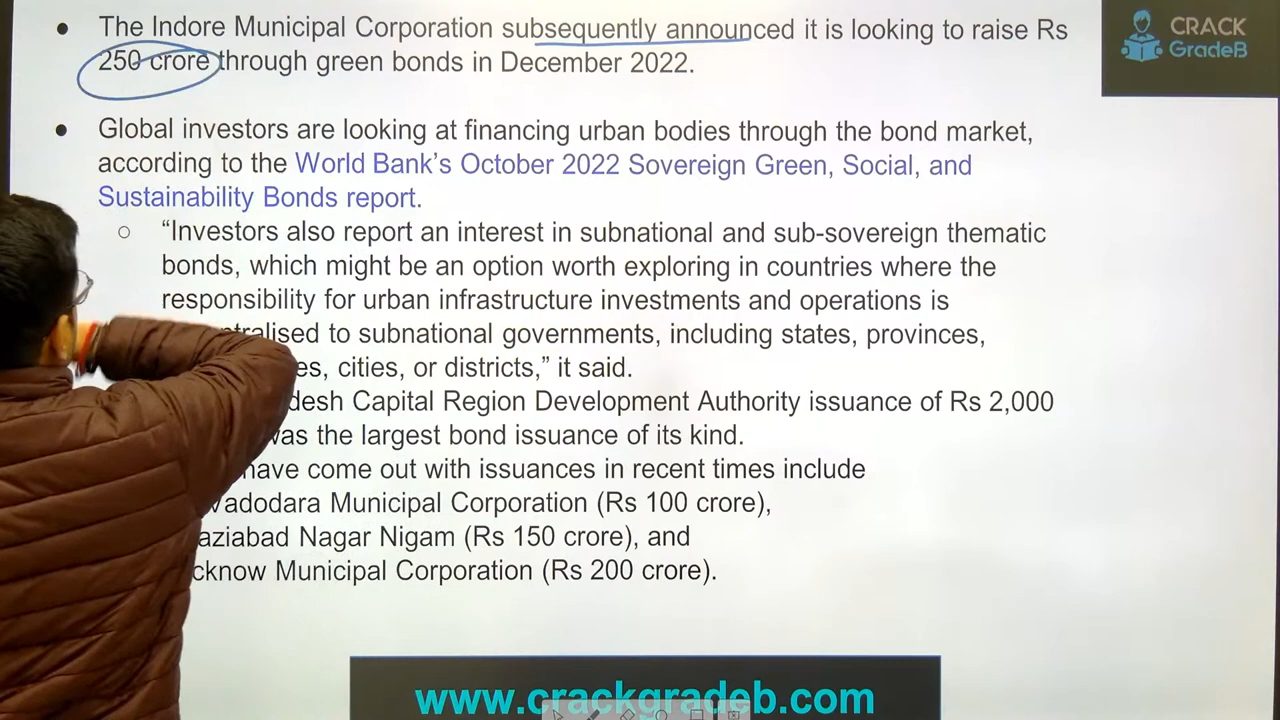 The Indore Municipal Corporation subsequently announced it is looking to raise Rs
250 crore through green bonds in December 2022.
CRACK
GradeB
Global investors are looking at financing urban bodies through the bond market,
according to the World Bank's October 2022 Sovereign Green, Social, and
Sustainability Bonds report.
"Investors also report an interest in subnational and sub-sovereign thematic
bonds, which might be an option worth exploring in countries where the
responsibility for urban infrastructure investments and operations is
to subnational governments, including states, provinces,
cities, or districts," it said.
Capital Region Development Authority issuance of Rs 2,000
was the largest bond issuance of its kind.
have come out with issuances in recent times include
Vadodara Municipal Corporation (Rs 100 crore),
Nagar Nigam (Rs 150 crore), and
Municipal Corporation (Rs 200 crore).
www.crackgradeb.com